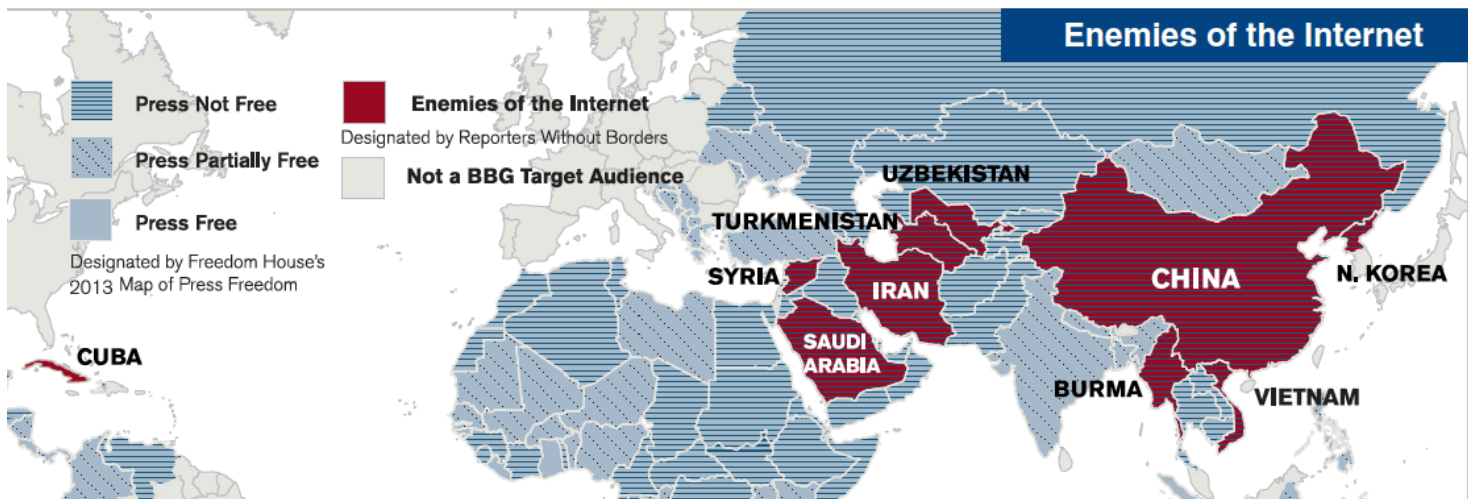 Enemies of the Internet
Press Not Free
Press Partially Free
Press Free
Designated by Freedom House's
2013 Map of Press Freedom
Enemies of the Internet
Designated by Reporters Without Borders
Not a BBG Target Audience
UZBEKISTAN
TURKMENISTAN
SYRIA
IRAN
CHINA
N. KOREA
SAUDI
ARABIA
CUBA
BURMA
VIETNAM